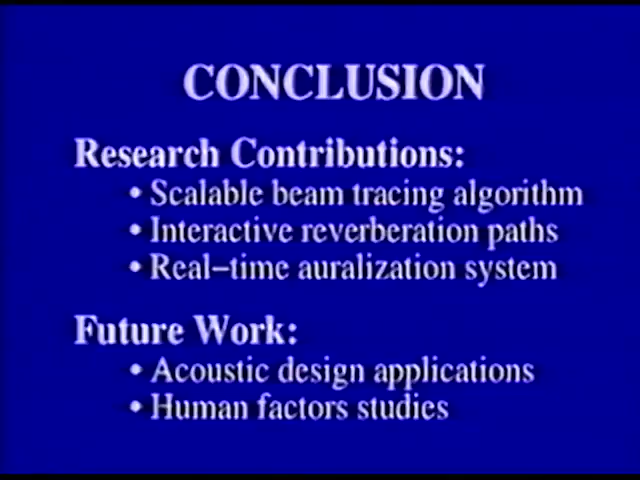 CONCLUSION
Research Contributions:
• Scalable beam tracing algorithm
• Interactive reverberation paths
• Real-time auralization system
Future Work:
• Acoustic design applications
• Human factors studies